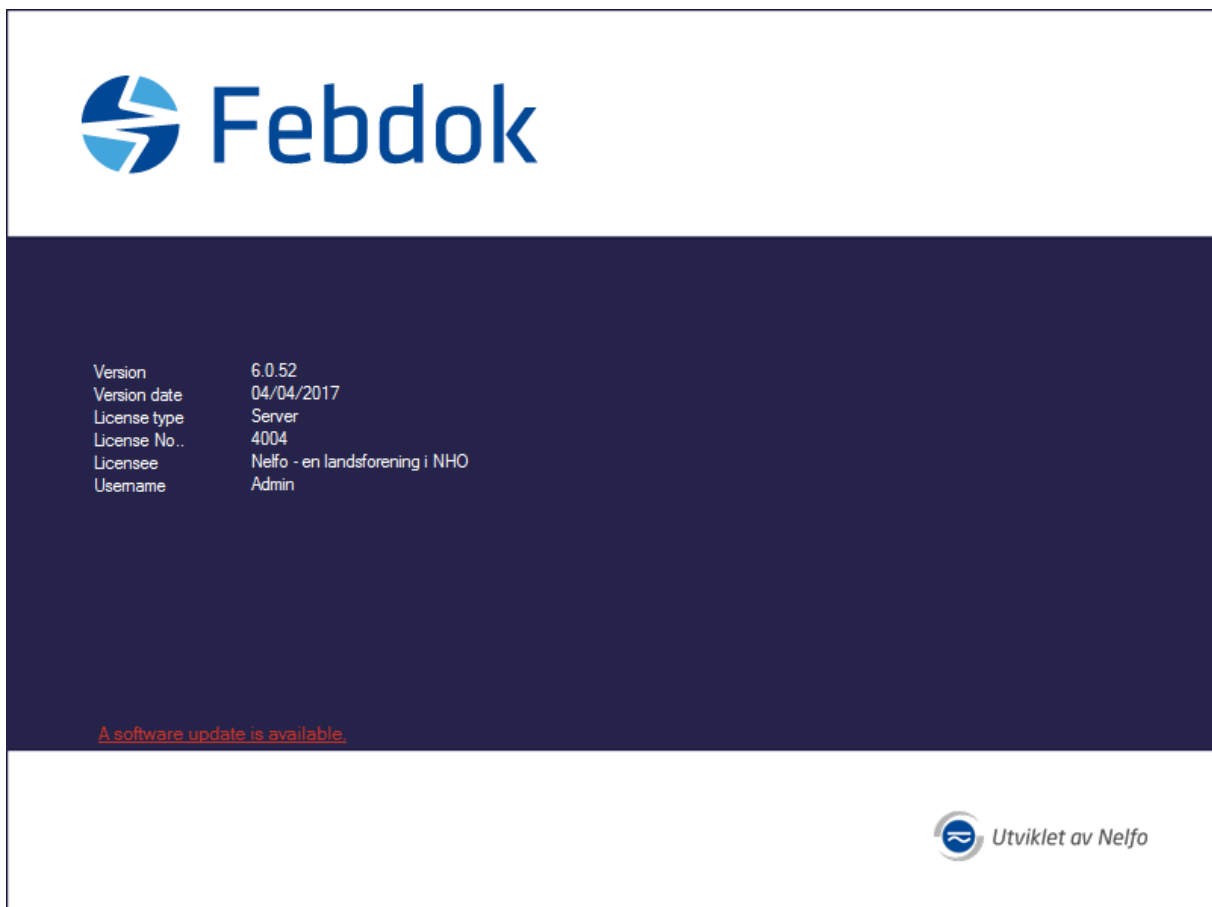 Febdok
Version 6.0.52
Version date 04/04/2017
License type Server
License No.. 4004
Licensee Nelfo - en landsforening i NHO
Username Admin
A software update is available.
Utviklet av Nelfo